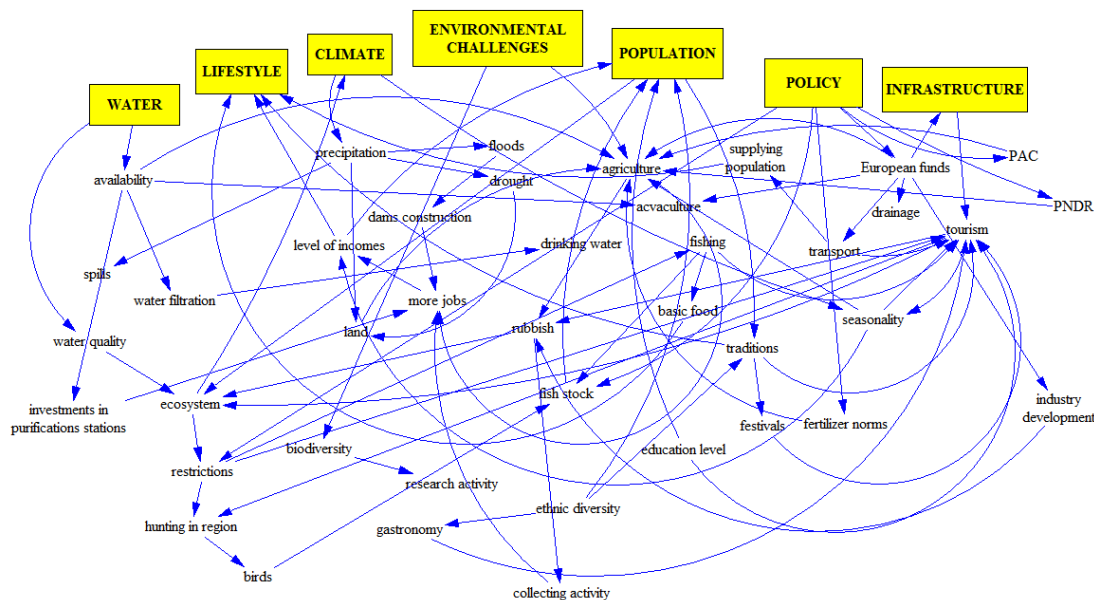 ENVIRONMENTAL
CHALLENGES
CLIMATE
POPULATION
LIFESTYLE
POLICY
INFRASTRUCTURE
WATER
precipitation
floods
supplying
population
PAC
availability
drought
agriculture
European funds
PNDR
dams construction
acvaculture
drainage
level of incomes
drinking water
fishing
transport
tourism
spills
water filtration
more jobs
basic food
seasonality
water quality
land
rubbish
traditions
investments in
purifications stations
ecosystem
fish stock
industry
development
restrictions
biodiversity
education level
festivals
fertilizer norms
research activity
hunting in region
gastronomy
ethnic diversity
birds
collecting activity